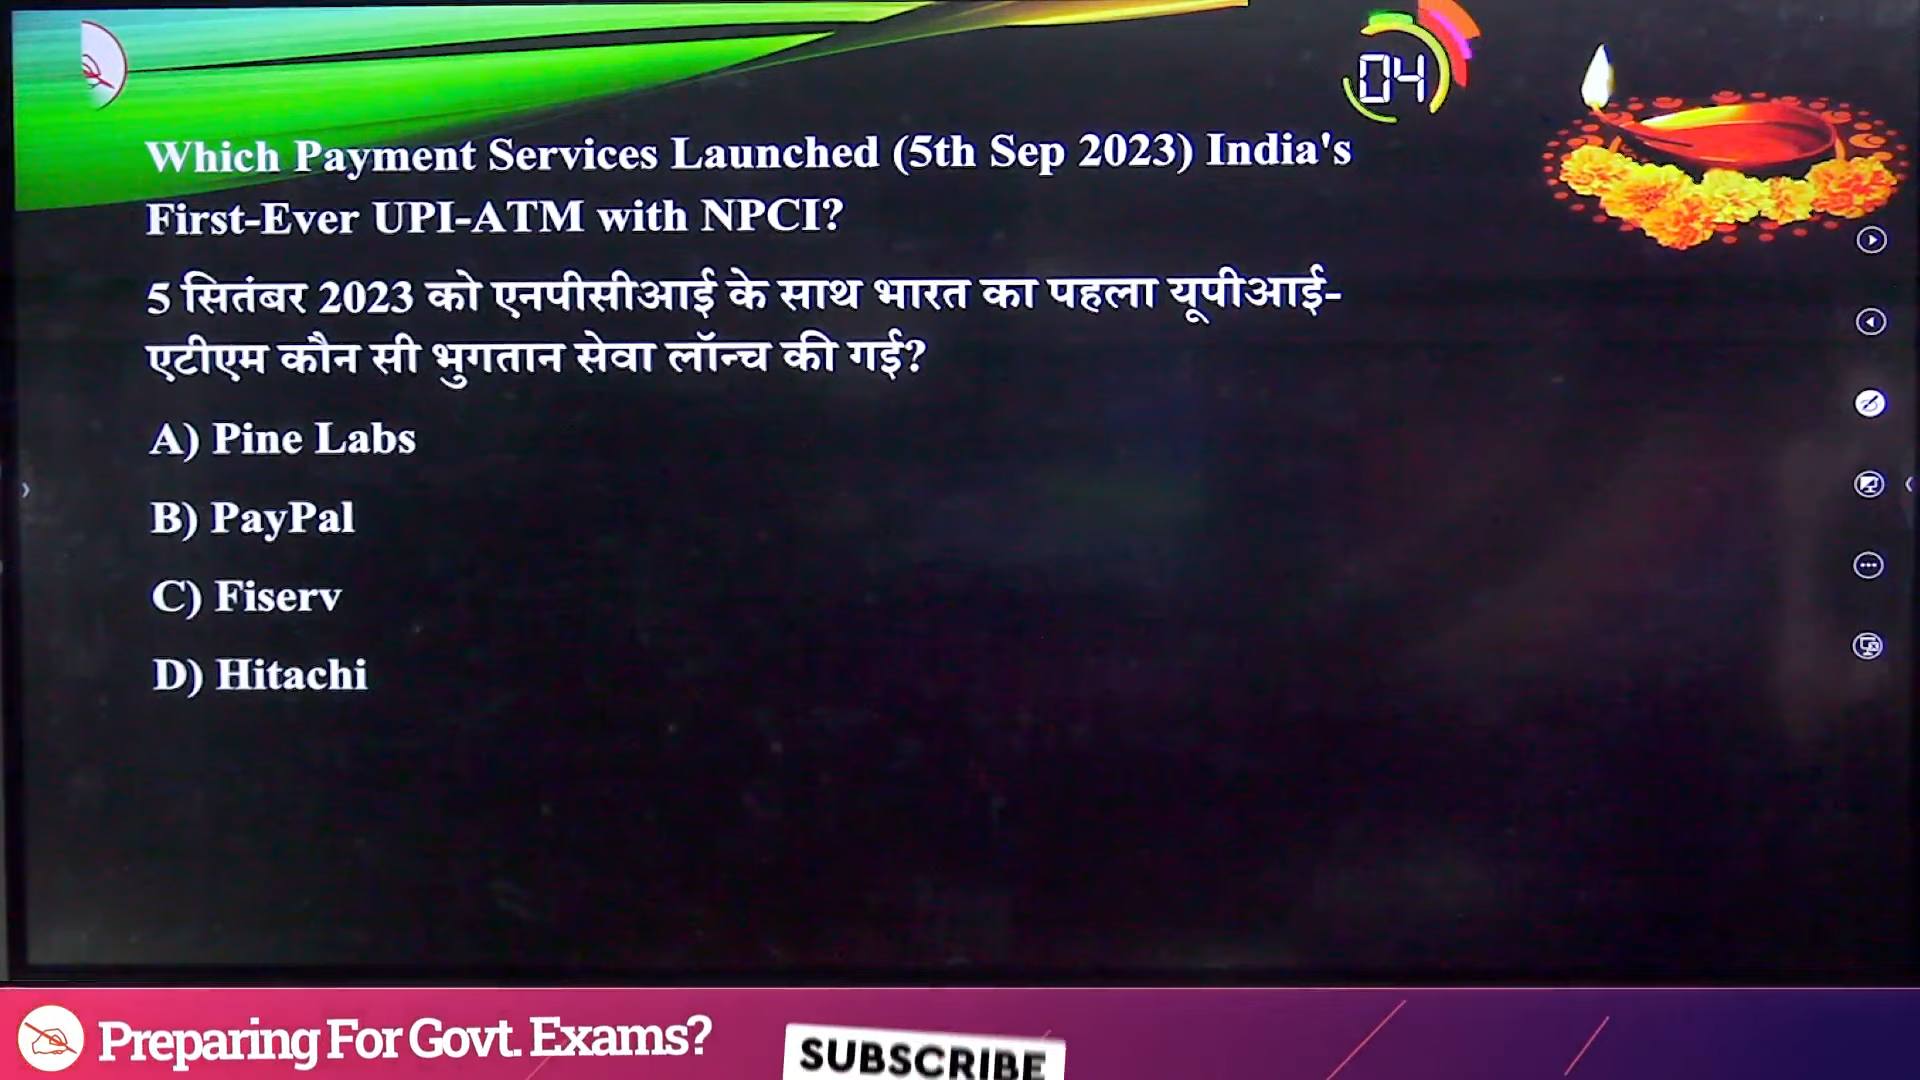 04
Which Payment Services Launched (5th Sep 2023) India's
First-Ever UPI-ATM with NPCI?
5 सितंबर 2023 को एनपीसीआई के साथ भारत का पहला यूपीआई-
एटीएम कौन सी भुगतान सेवा लॉन्च की गई?
A) Pine Labs
B) PayPal
C) Fiserv
D) Hitachi
Preparing For Govt. Exams?
SUBSCRIBE